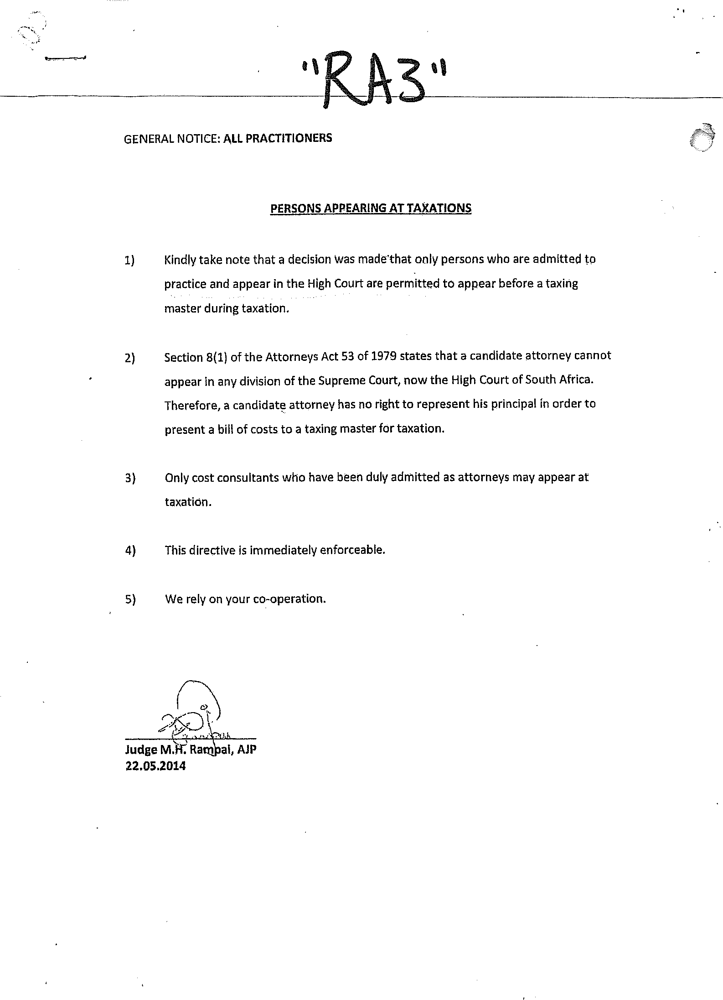 "RA3"
GENERAL NOTICE: ALL PRACTITIONERS
PERSONS APPEARING AT TAXATIONS
1) Kindly take note that a decision was made that only persons who are admitted to
practice and appear in the High Court are permitted to appear before a taxing
master during taxation.
2) Section 8(1) of the Attorneys Act 53 of 1979 states that a candidate attorney cannot
appear in any division of the Supreme Court, now the High Court of South Africa.
Therefore, a candidate attorney has no right to represent his principal in order to
present a bill of costs to a taxing master for taxation.
3) Only cost consultants who have been duly admitted as attorneys may appear at
taxation.
4) This directive is immediately enforceable.
5) We rely on your co-operation.
Judge M.H. Rampai, AJP
22.05.2014